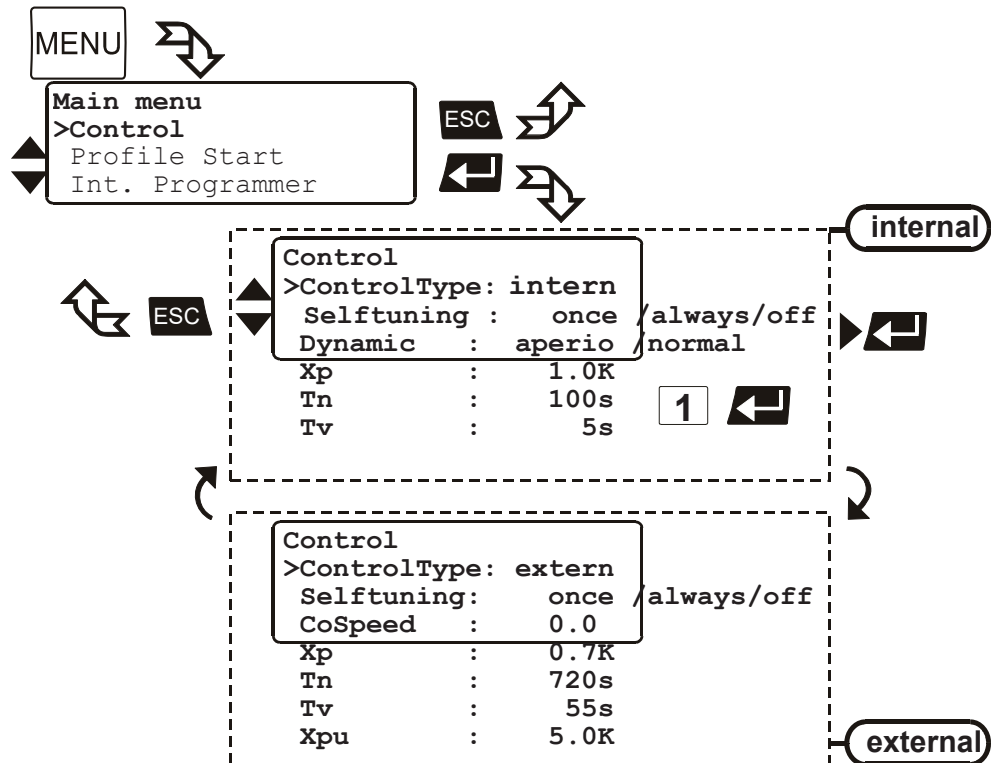 MENU
Main menu
>Control
Profile Start
Int. Programmer
ESC
internal
Control
>ControlType: intern
Selftuning : once /always/off
Dynamic : aperio /normal
Xp : 1.0K
Tn : 100s
Tv : 5s
ESC
1
Control
>ControlType: extern
Selftuning: once /always/off
CoSpeed : 0.0
Xp : 0.7K
Tn : 720s
Tv : 55s
Xpu : 5.0K
external